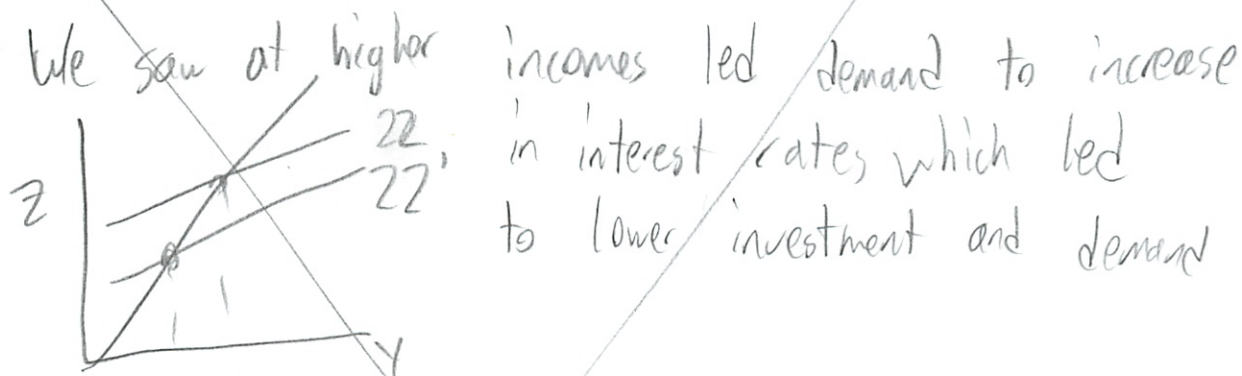 We saw at higher incomes led demand to increase
in interest rates which led
to lower investment and demand
ZZ
ZZ'
Z
Y